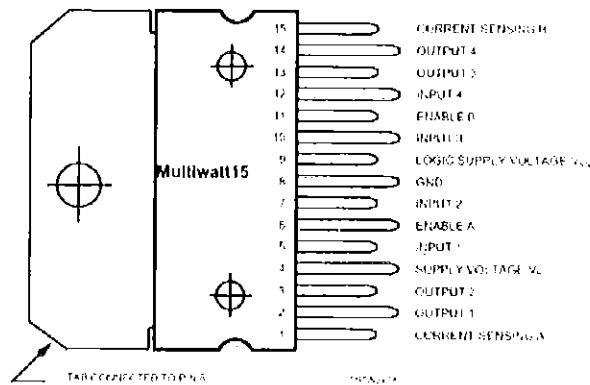 15 CURRENT SENSING B
14 OUTPUT 4
13 OUTPUT 3
12 INPUT 4
11 ENABLE B
10 INPUT 3
9 LOGIC SUPPLY VOLTAGE VSS
8 GND
7 INPUT 2
6 ENABLE A
5 INPUT 1
4 SUPPLY VOLTAGE VS
3 OUTPUT 2
2 OUTPUT 1
1 CURRENT SENSING A
Multiwatt15
TAB CONNECTED TO PIN 8